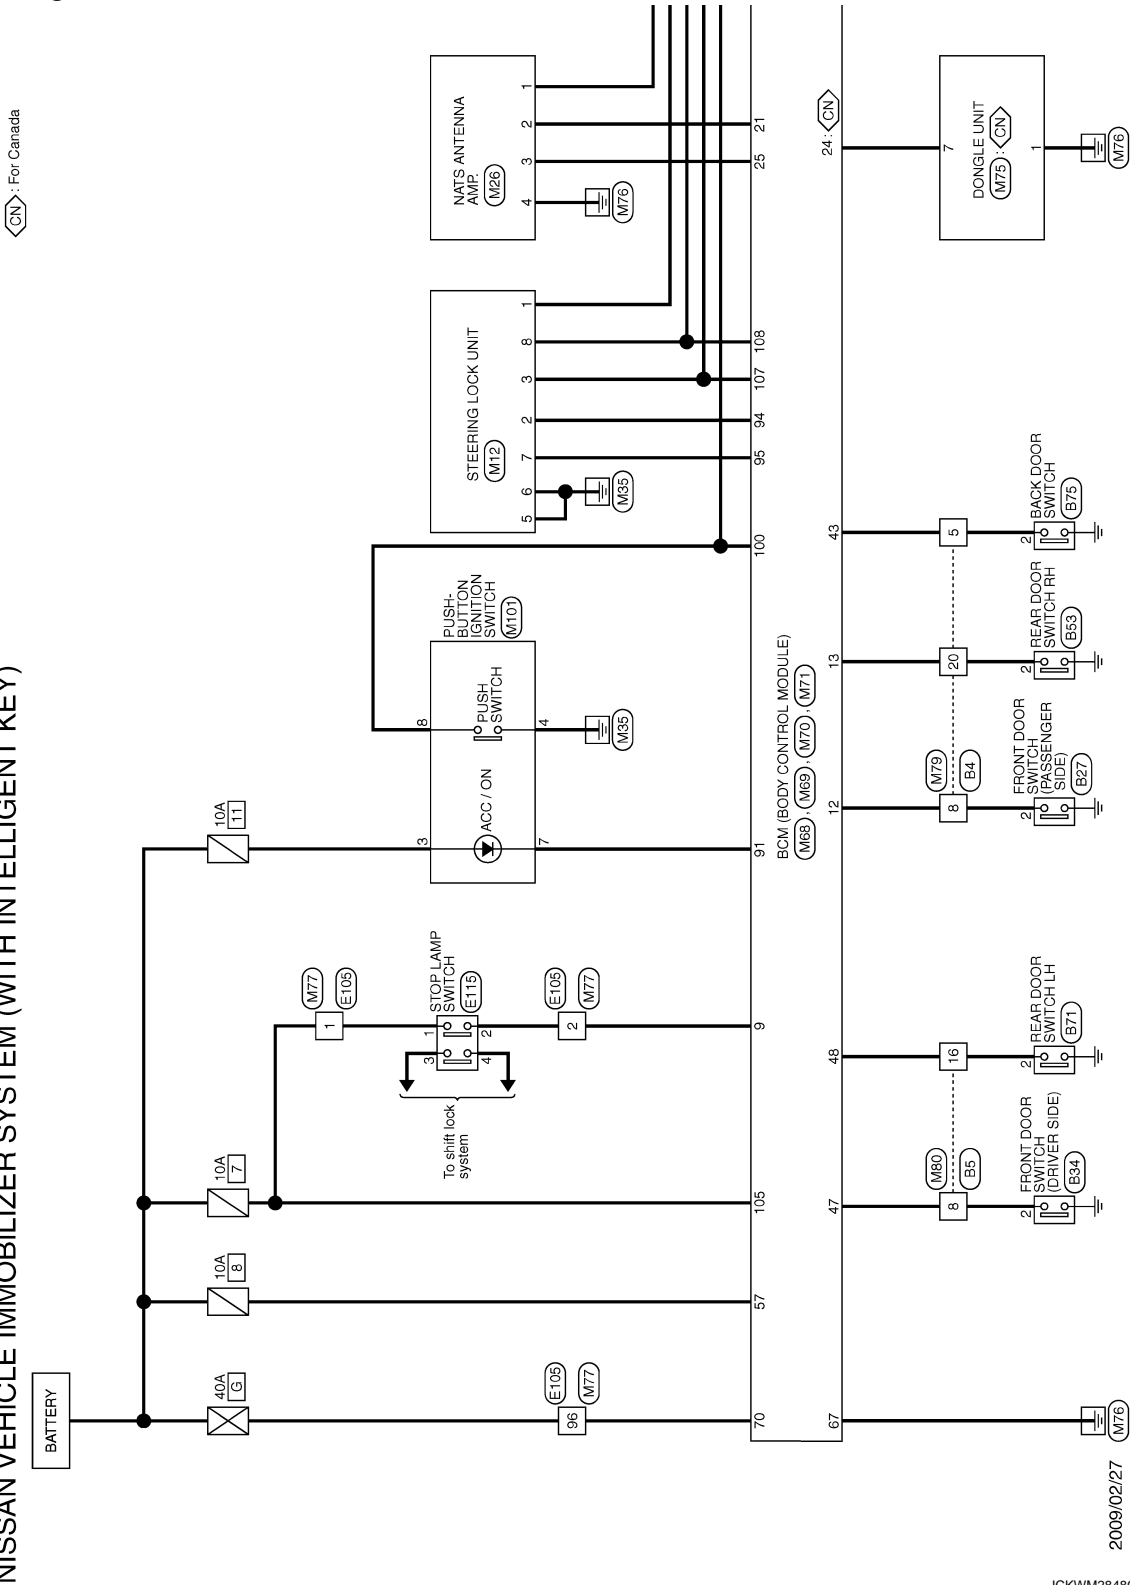 NISSAN VEHICLE IMMOBILIZER SYSTEM (WITH INTELLIGENT KEY)
CN : For Canada
BATTERY
40A
G
10A
8
10A
7
10A
11
M77
E105
1
STOP LAMP
SWITCH
E115
1
2
3
4
To shift lock
system
E105
M77
2
E105
M77
96
PUSH-
BUTTON
IGNITION
SWITCH
M101
3
8
ACC / ON
PUSH
SWITCH
7
4
M35
STEERING LOCK UNIT
M12
5
6
7
2
3
8
1
M35
NATS ANTENNA
AMP.
M26
4
3
2
1
M76
70
57
105
9
91
100
95
94
107
108
25
21
BCM (BODY CONTROL MODULE)
M68 , M69 , M70 , M71
67
47
48
12
13
43
24 : CN
M76
M80
B5
8
16
2
FRONT DOOR
SWITCH
(DRIVER SIDE)
B34
2
REAR DOOR
SWITCH LH
B71
M79
B4
8
20
5
2
FRONT DOOR
SWITCH
(PASSENGER
SIDE)
B27
2
REAR DOOR
SWITCH RH
B53
2
BACK DOOR
SWITCH
B75
7
DONGLE UNIT
M75 : CN
1
M76
2009/02/27